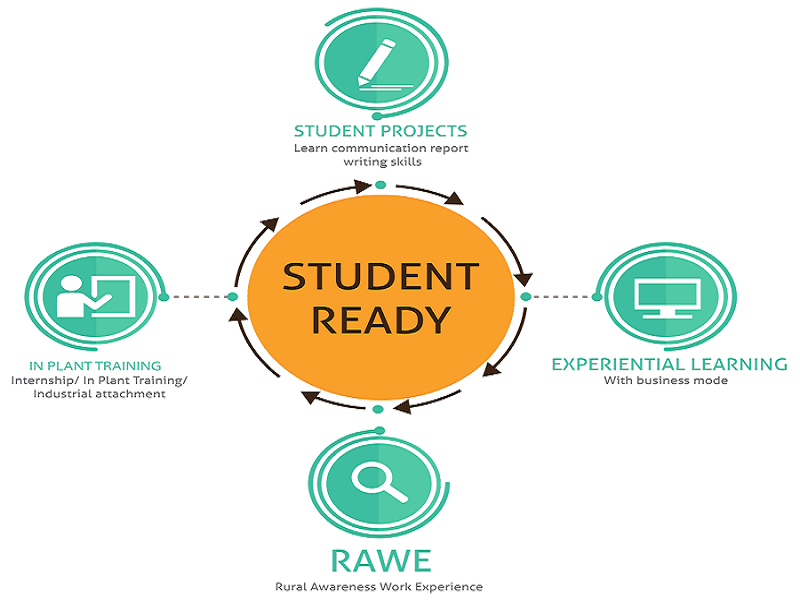 STUDENT PROJECTS
Learn communication report
writing skills
STUDENT
READY
IN PLANT TRAINING
Internship/ In Plant Training/
Industrial attachment
EXPERIENTIAL LEARNING
With business mode
RAWE
Rural Awareness Work Experience